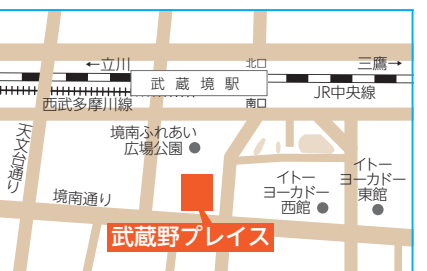 ←立川
北口
三鷹→
武蔵境駅
西武多摩川線
南口
JR中央線
天文台通り
境南ふれあい
広場公園
イトー
ヨーカドー
西館
イトー
ヨーカドー
東館
境南通り
武蔵野プレイス